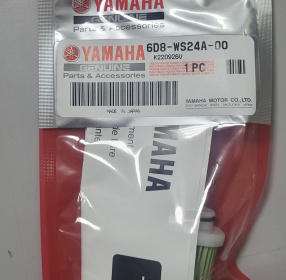 YAMAHA
GENUINE
Parts & Accessories
YAMAHA 6D8-WS24A-00
GENUINE K220926U
Parts & Accessories 1 PC
MADE IN JAPAN
YAMAHA MOTOR CO., LTD.
YAMAHA